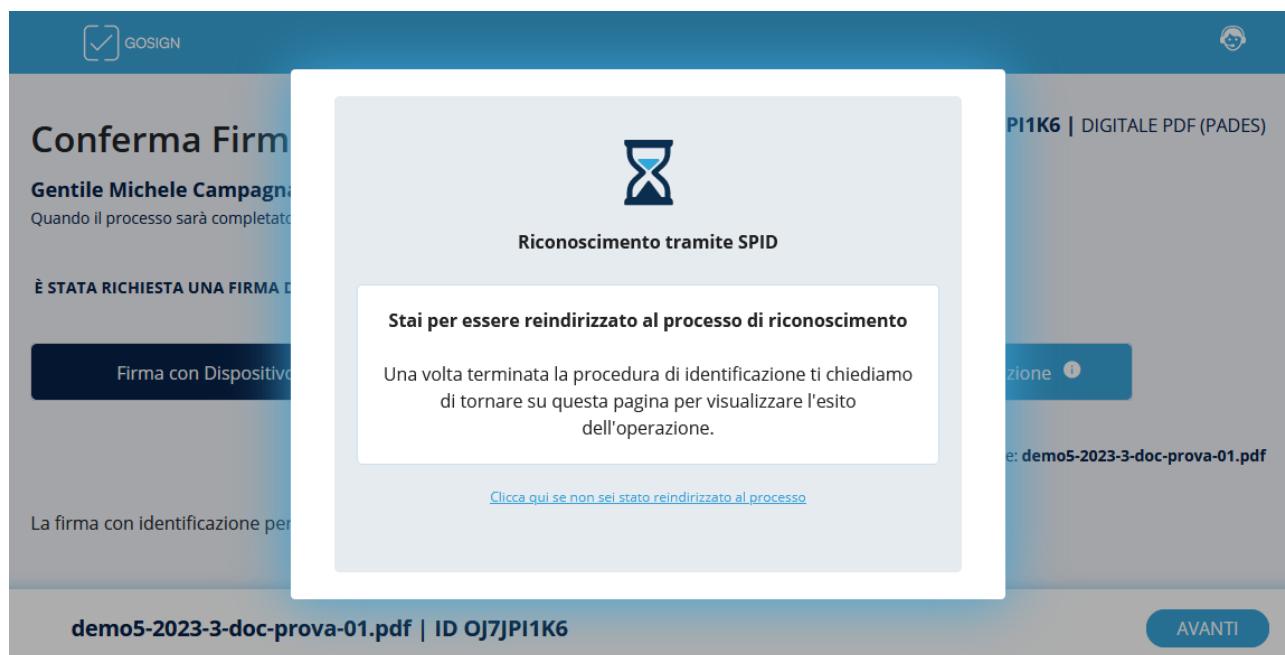 GOSIGN
Conferma Firm
PI1K6 | DIGITALE PDF (PADES)
Gentile Michele Campagna
Quando il processo sarà completato
È STATA RICHIESTA UNA FIRMA D
Firma con Dispositivo
zione
e: demo5-2023-3-doc-prova-01.pdf
La firma con identificazione per
Riconoscimento tramite SPID
Stai per essere reindirizzato al processo di riconoscimento
Una volta terminata la procedura di identificazione ti chiediamo
di tornare su questa pagina per visualizzare l'esito
dell'operazione.
Clicca qui se non sei stato reindirizzato al processo
demo5-2023-3-doc-prova-01.pdf | ID OJ7JPI1K6
AVANTI